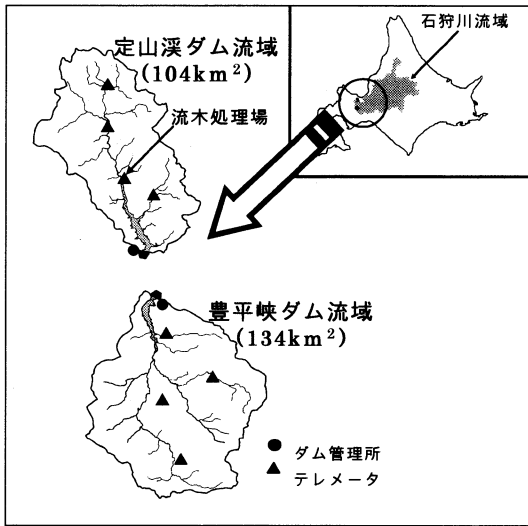 定山渓ダム流域
(104km²)
流木処理場
石狩川流域
豊平峡ダム流域
(134km²)
ダム管理所
テレメータ